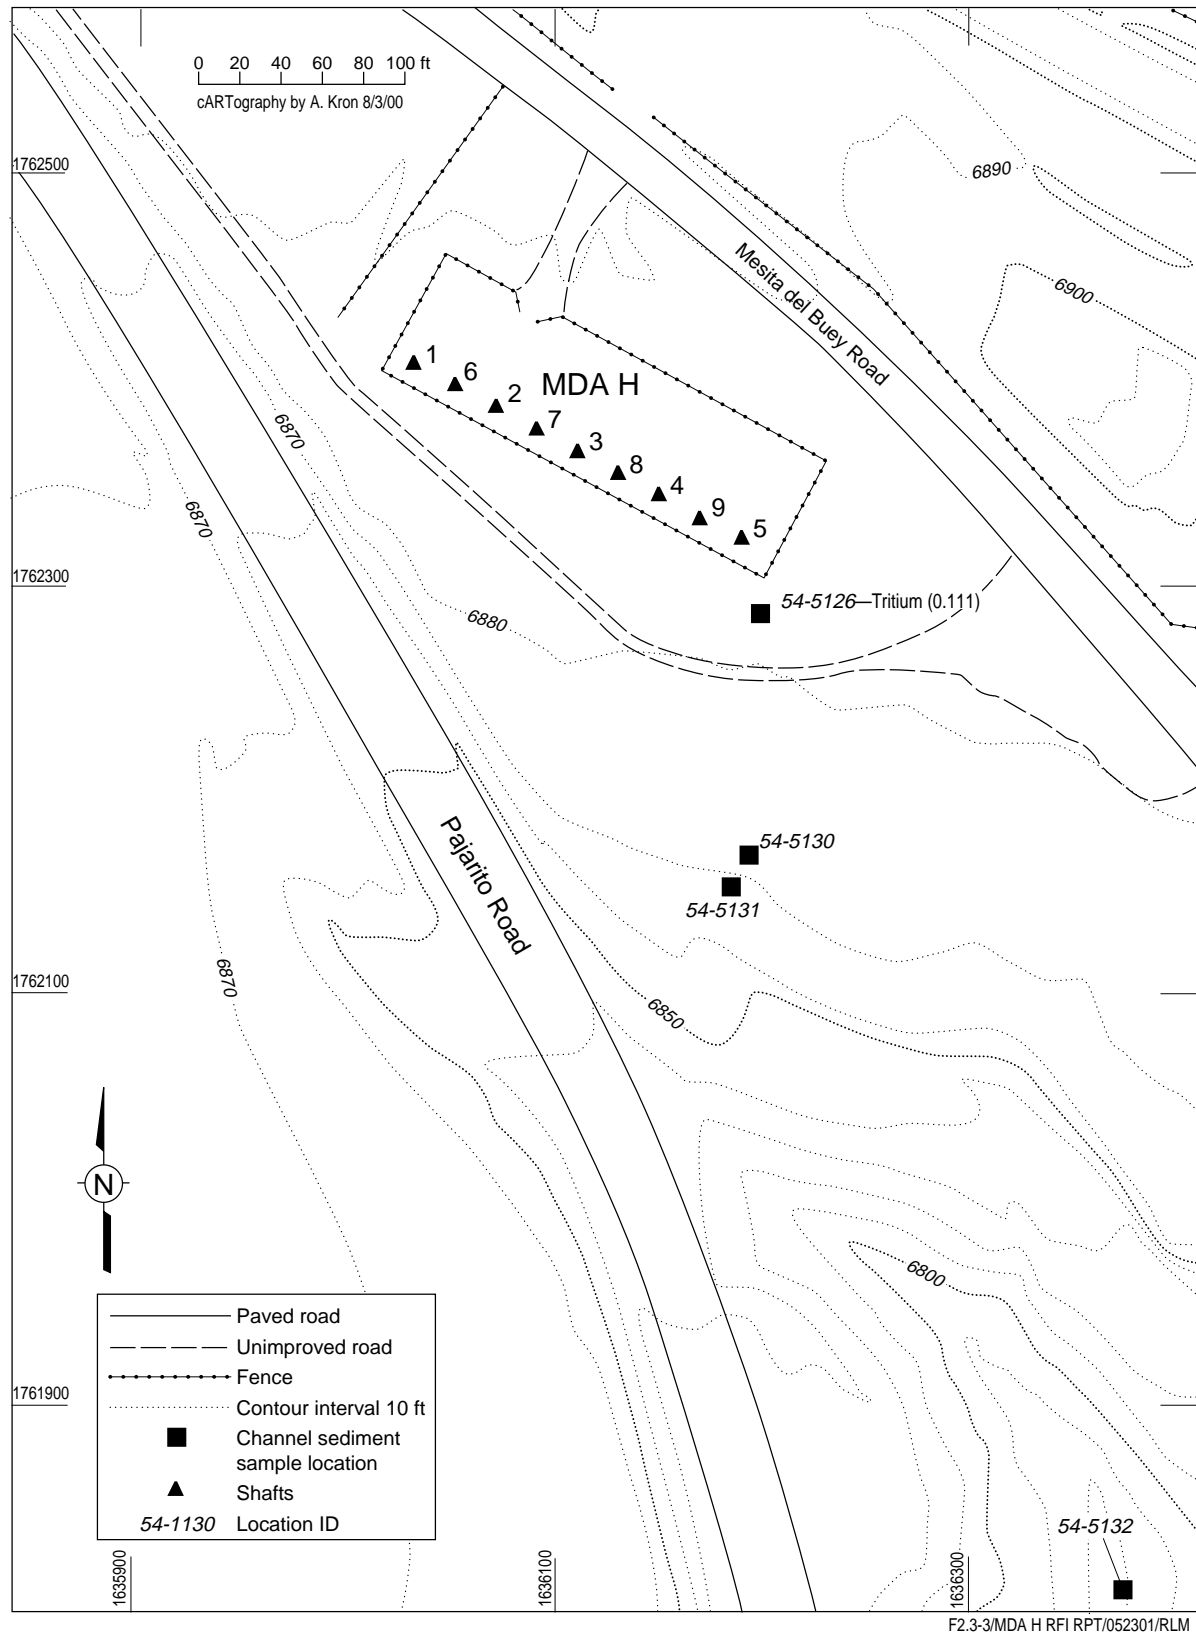 0 20 40 60 80 100 ft
cARTography by A. Kron 8/3/00
1762500
6890
Mesita del Buey Road
6900
1
6
2
7
3
8
4
9
5
MDA H
6870
6870
1762300
54-5126—Tritium (0.111)
6880
Pajarito Road
54-5130
54-5131
6870
1762100
6850
N
6800
Paved road
Unimproved road
Fence
Contour interval 10 ft
Channel sediment
sample location
Shafts
54-1130 Location ID
1761900
54-5132
1635900
1636100
1636300
F2.3-3/MDA H RFI RPT/052301/RLM